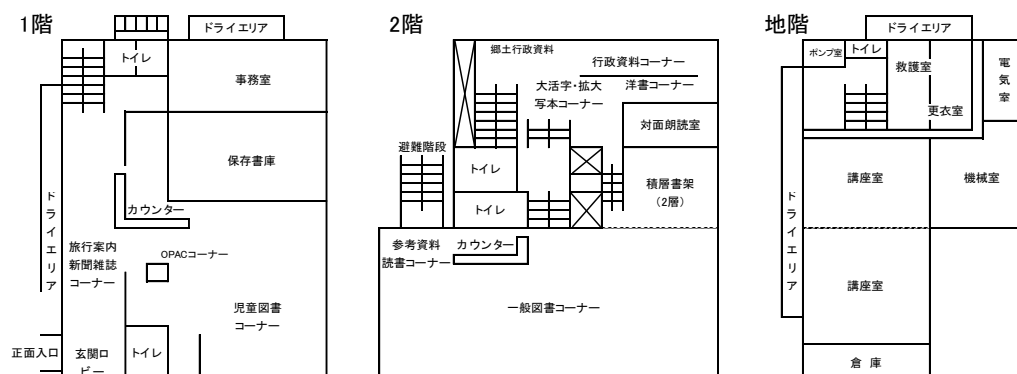 1階
ドライエリア
トイレ
事務室
保存書庫
カウンター
ドライエリア
旅行案内
新聞雑誌
コーナー
OPACコーナー
児童図書
コーナー
正面入口
玄関ロ
ビー
トイレ
2階
郷土行政資料
行政資料コーナー
大活字・拡大
写本コーナー
洋書コーナー
対面朗読室
避難階段
トイレ
積層書架
(2層)
トイレ
参考資料
読書コーナー
カウンター
一般図書コーナー
地階
ドライエリア
ポンプ室
トイレ
救護室
電気室
更衣室
講座室
機械室
ドライエリア
講座室
倉 庫